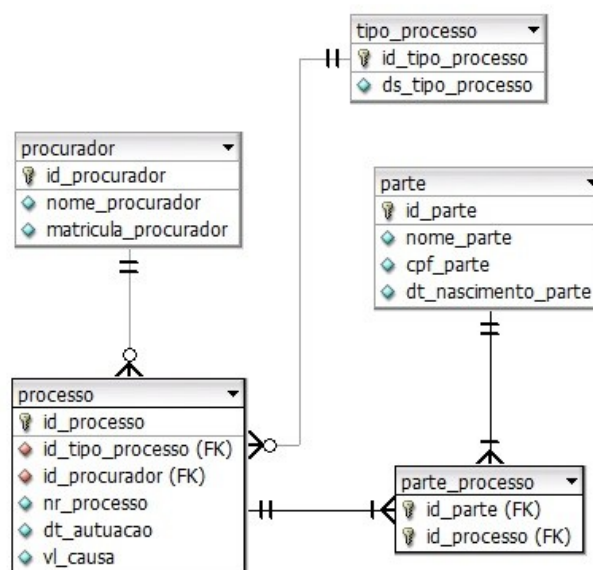 tipo_processo
id_tipo_processo
ds_tipo_processo
procurador
id_procurador
nome_procurador
matricula_procurador
parte
id_parte
nome_parte
cpf_parte
dt_nascimento_parte
processo
id_processo
id_tipo_processo (FK)
id_procurador (FK)
nr_processo
dt_autuacao
vl_causa
parte_processo
id_parte (FK)
id_processo (FK)